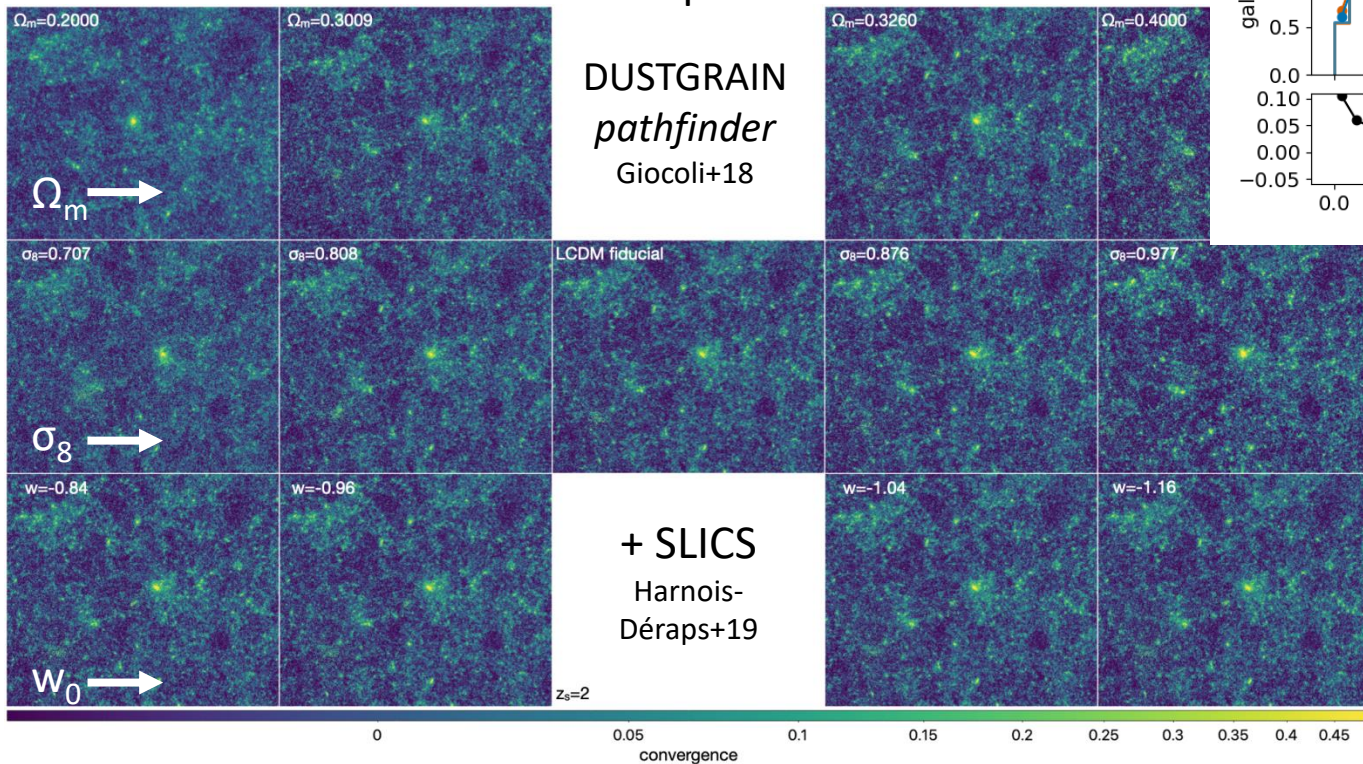 Ωm=0.2000
Ωm=0.3009
DUSTGRAIN
pathfinder
Giocoli+18
Ωm=0.3260
Ωm=0.4000
gal
0.5
0.0
0.10
0.05
0.00
−0.05
0.0
Ωm
σ8=0.707
σ8=0.808
LCDM fiducial
σ8=0.876
σ8=0.977
σ8
w=-0.84
w=-0.96
+ SLICS
Harnois-
Déraps+19
w=-1.04
w=-1.16
w0
zs=2
0 0.05 0.1 0.15 0.2 0.25 0.3 0.35 0.4 0.45
convergence